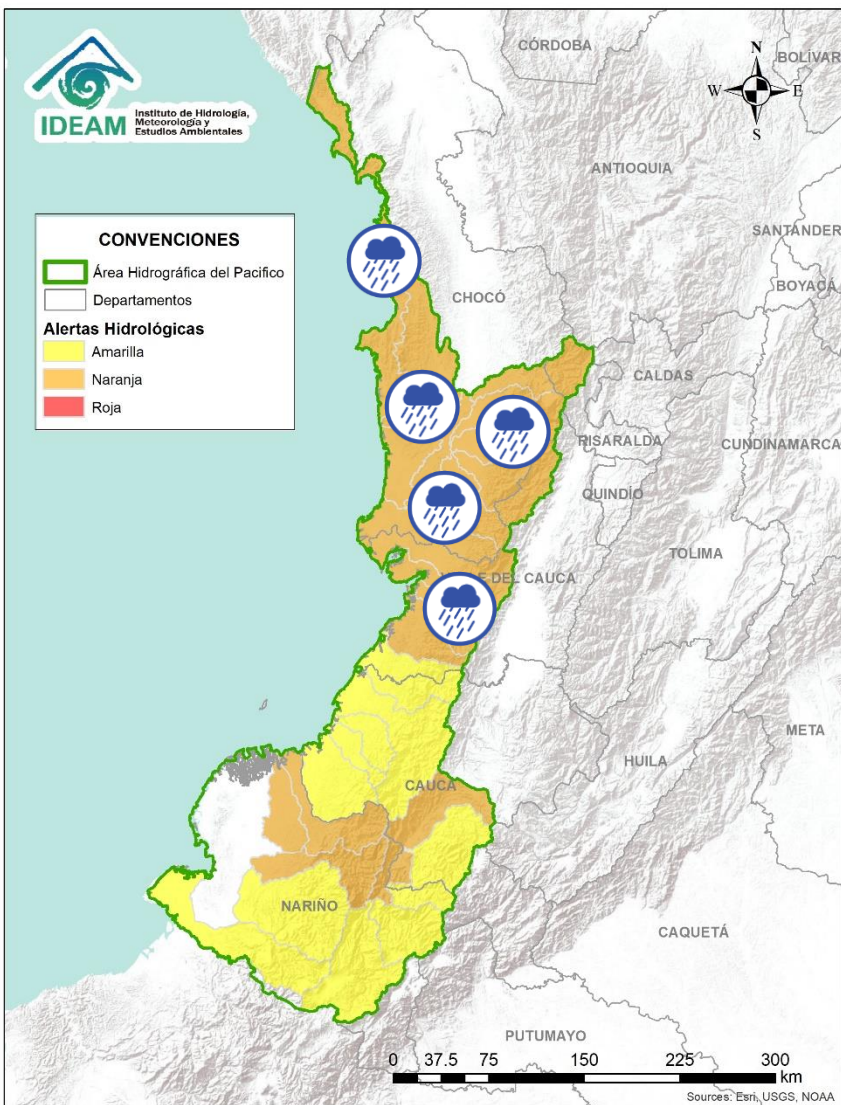 IDEAM
Instituto de Hidrología,
Meteorología y
Estudios Ambientales
CÓRDOBA
BOLÍVAR
N
W
E
S
ANTIOQUIA
SANTÁNDER
BOYACÁ
CONVENCIONES
Área Hidrográfica del Pacifico
Departamentos
Alertas Hidrológicas
Amarilla
Naranja
Roja
CHOCÓ
CALDAS
RISARALDA
CUNDINAMARCA
QUINDÍO
TOLIMA
E DEL CAUCA
META
HUILA
CAUCA
NARIÑO
CAQUETÁ
PUTUMAYO
0 37.5 75 150 225 300
km
Sources: Esri, USGS, NOAA